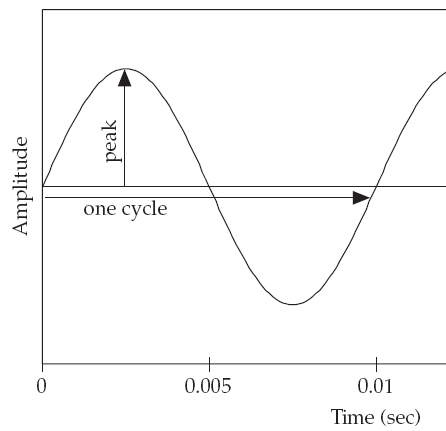 Amplitude
peak
one cycle
0
0.005
0.01
Time (sec)